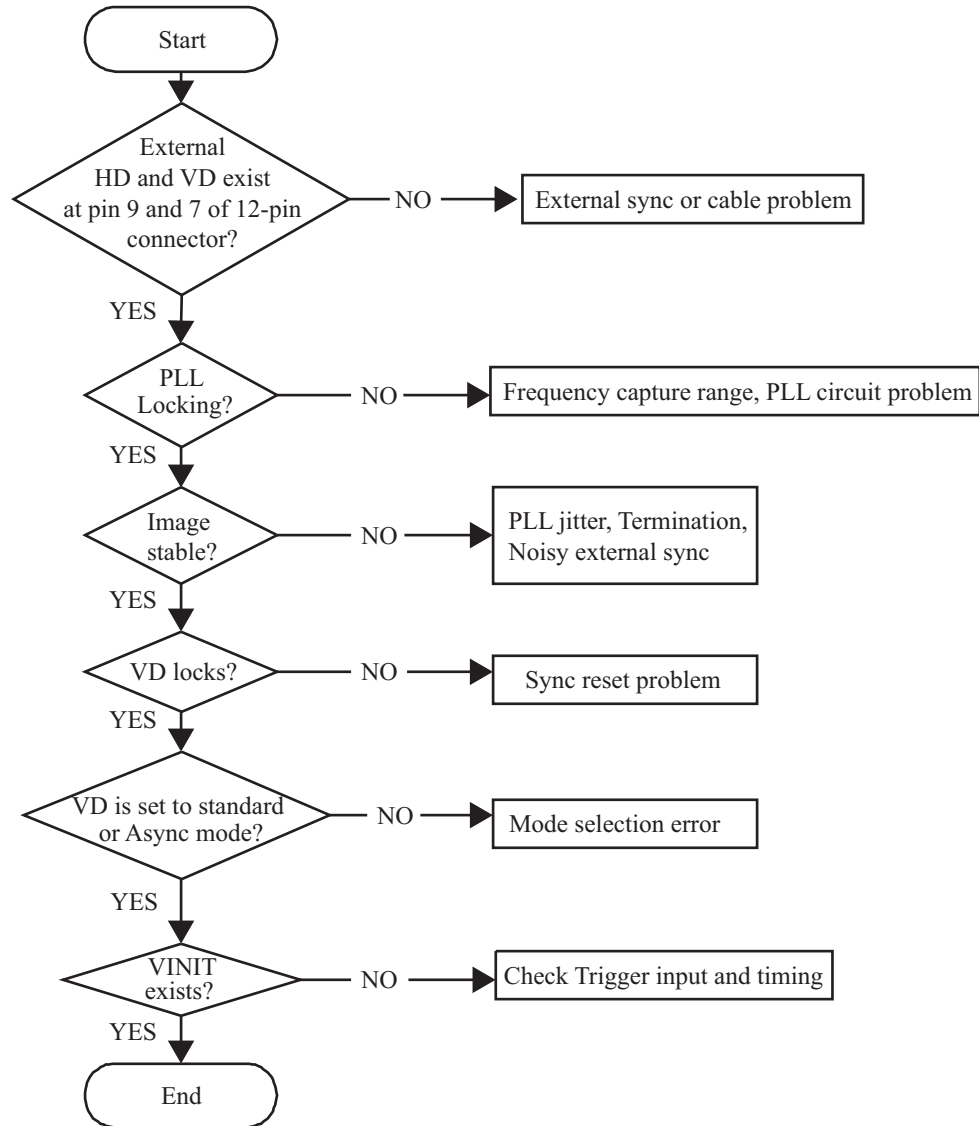 Start
External
HD and VD exist
at pin 9 and 7 of 12-pin
connector?
NO
External sync or cable problem
YES
PLL
Locking?
NO
Frequency capture range, PLL circuit problem
YES
Image
stable?
NO
PLL jitter, Termination,
Noisy external sync
YES
VD locks?
NO
Sync reset problem
YES
VD is set to standard
or Async mode?
NO
Mode selection error
YES
VINIT
exists?
NO
Check Trigger input and timing
YES
End